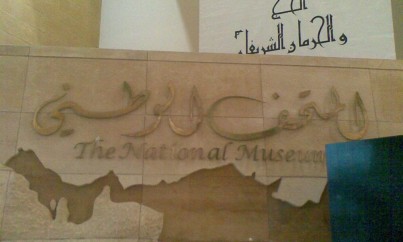 الحج
والحرمان الشريفان
المتحف الوطني
The National Museum